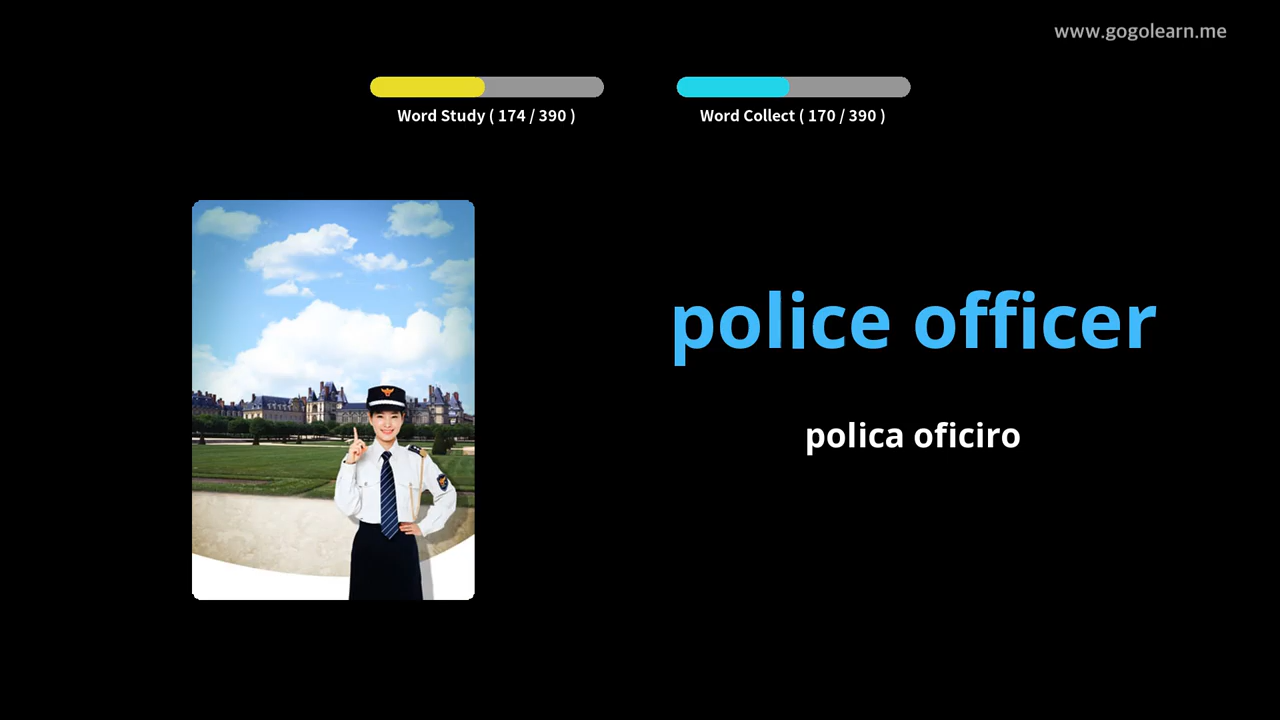 www.gogolearn.me
Word Study ( 174 / 390 )
Word Collect ( 170 / 390 )
police officer
polica oficiro